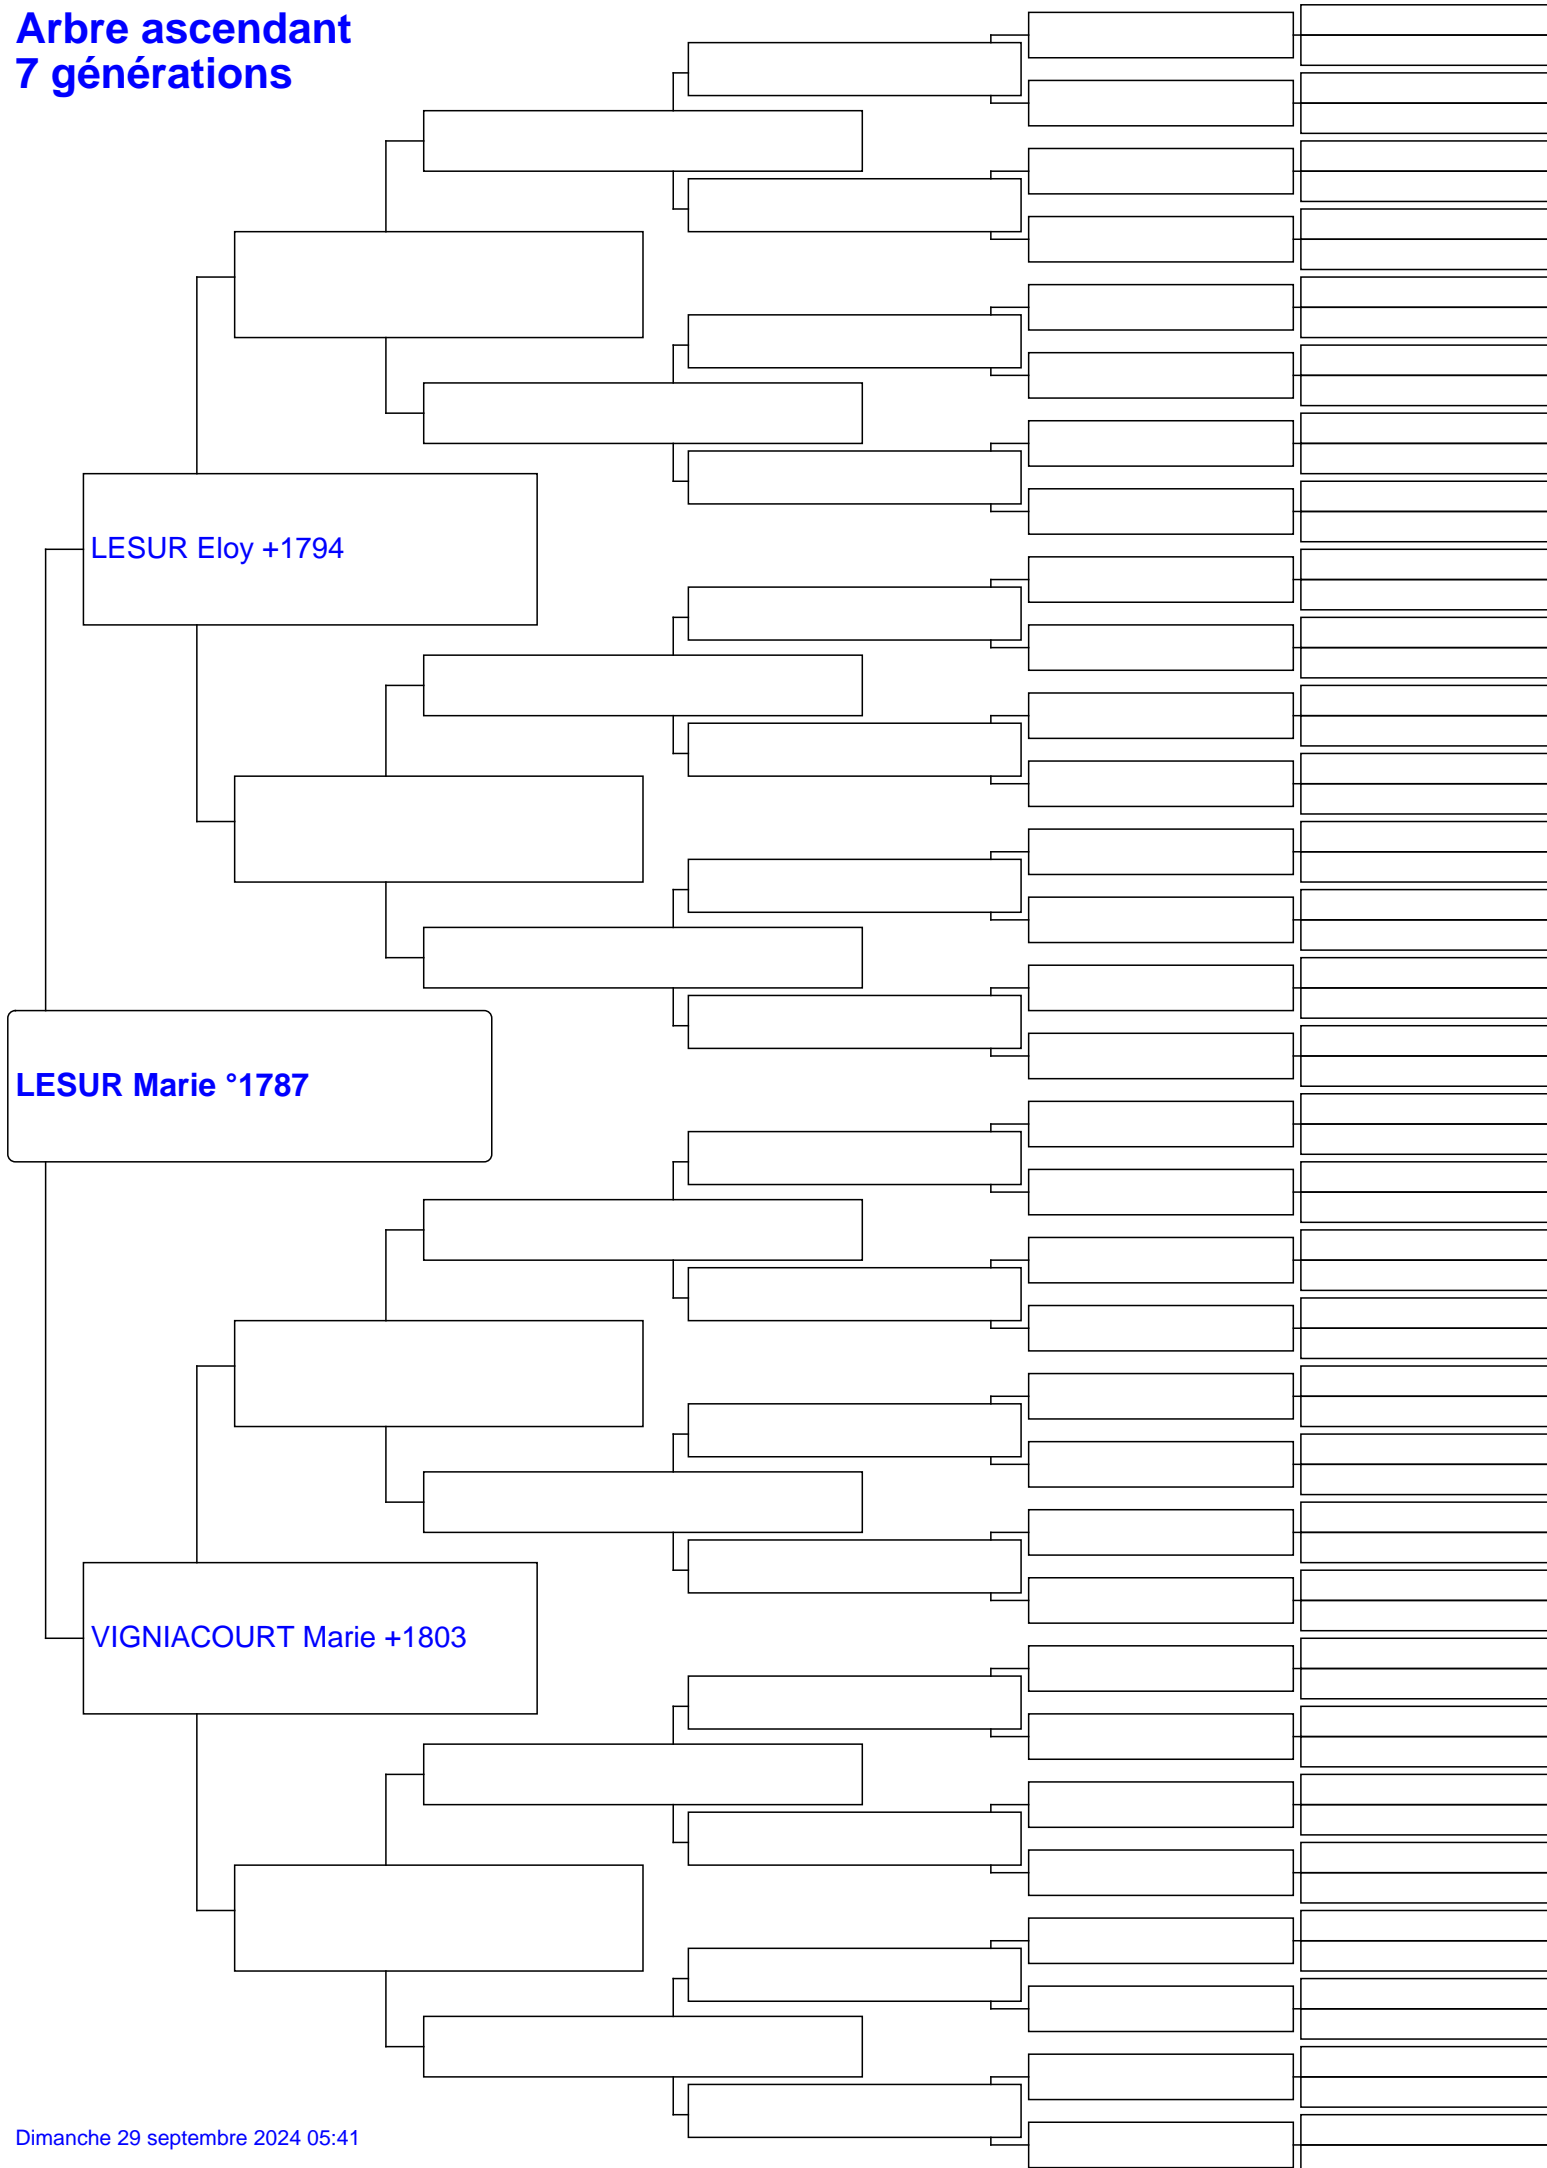 Arbre ascendant
7 générations
LESUR Eloy +1794
LESUR Marie °1787
VIGNIACOURT Marie +1803
Dimanche 29 septembre 2024 05:41